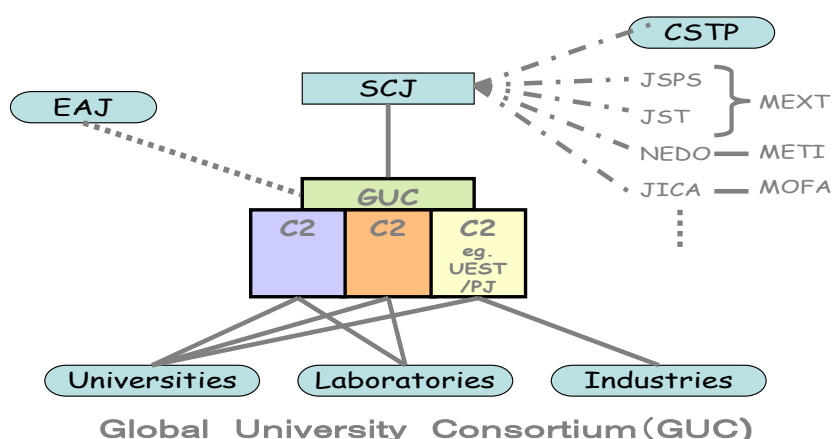 CSTP
SCJ
JSPS
MEXT
EAJ
JST
NEDO
METI
JICA
MOFA
GUC
C2
C2
C2
eg.
UEST
/PJ
Universities
Laboratories
Industries
Global University Consortium(GUC)